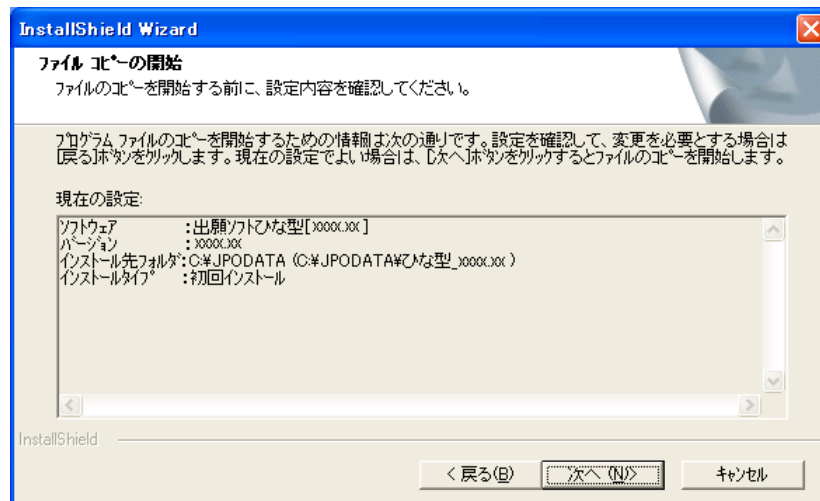 InstallShield Wizard
ファイル コピーの開始
ファイルのコピーを開始する前に、設定内容を確認してください。
プログラム ファイルのコピーを開始するための情報は次の通りです。設定を確認して、変更を必要とする場合は
[戻る]ボタンをクリックします。現在の設定でよい場合は、[次へ]ボタンをクリックするとファイルのコピーを開始します。
現在の設定:
ソフトウェア :出願ソフトひな型[xxxx.xx]
バージョン :xxxx.xx
インストール先フォルダ:C:¥JPODATA (C:¥JPODATA¥ひな型_xxxx.xx )
インストールタイプ :初回インストール
InstallShield
< 戻る(B)
次へ (N)>
キャンセル